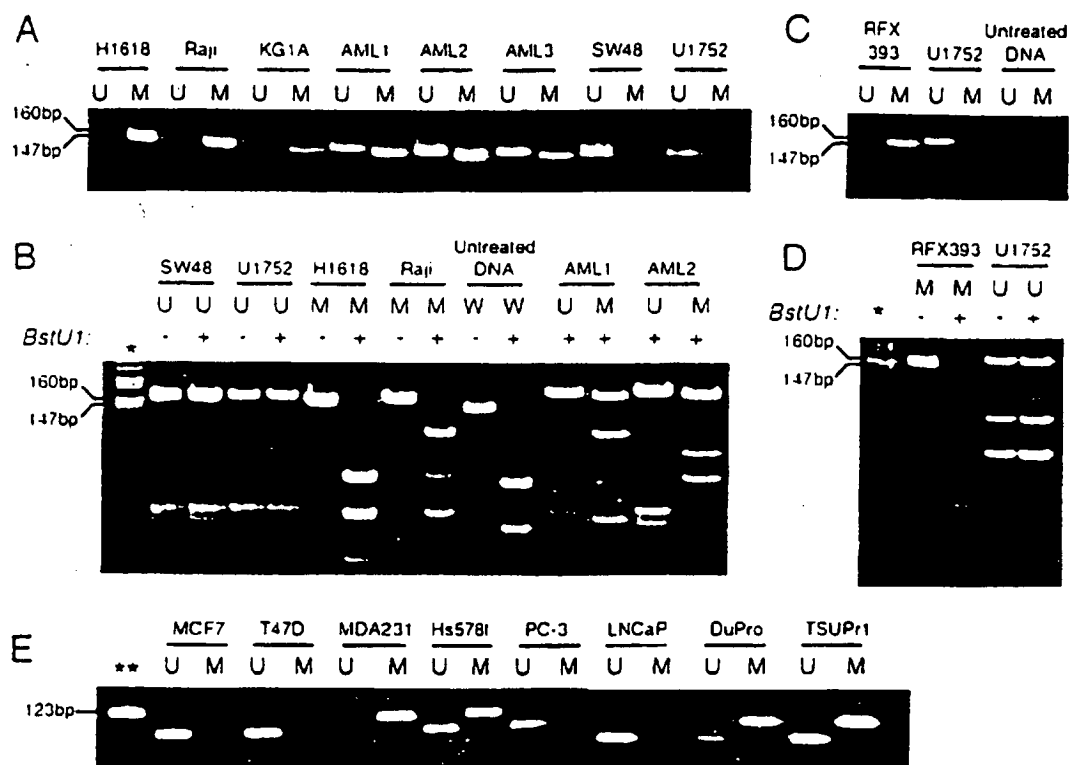 A
H1618 Raji KG1A AML1 AML2 AML3 SW48 U1752
U M U M U M U M U M U M U M U M
160bp
147bp
C
RFX 393 U1752 Untreated DNA
U M U M U M
160bp
147bp
B
SW48 U1752 H1618 Raji Untreated DNA AML1 AML2
U U U U M M M M W W U M U M
BstU1: - + - + - + - + - + + + + +
*
160bp
147bp
D
RFX393 U1752
M M U U
BstU1: * - + - +
160bp
147bp
E
MCF7 T47D MDA231 Hs578t PC-3 LNCaP DuPro TSUPr1
** U M U M U M U M U M U M U M U M
123bp